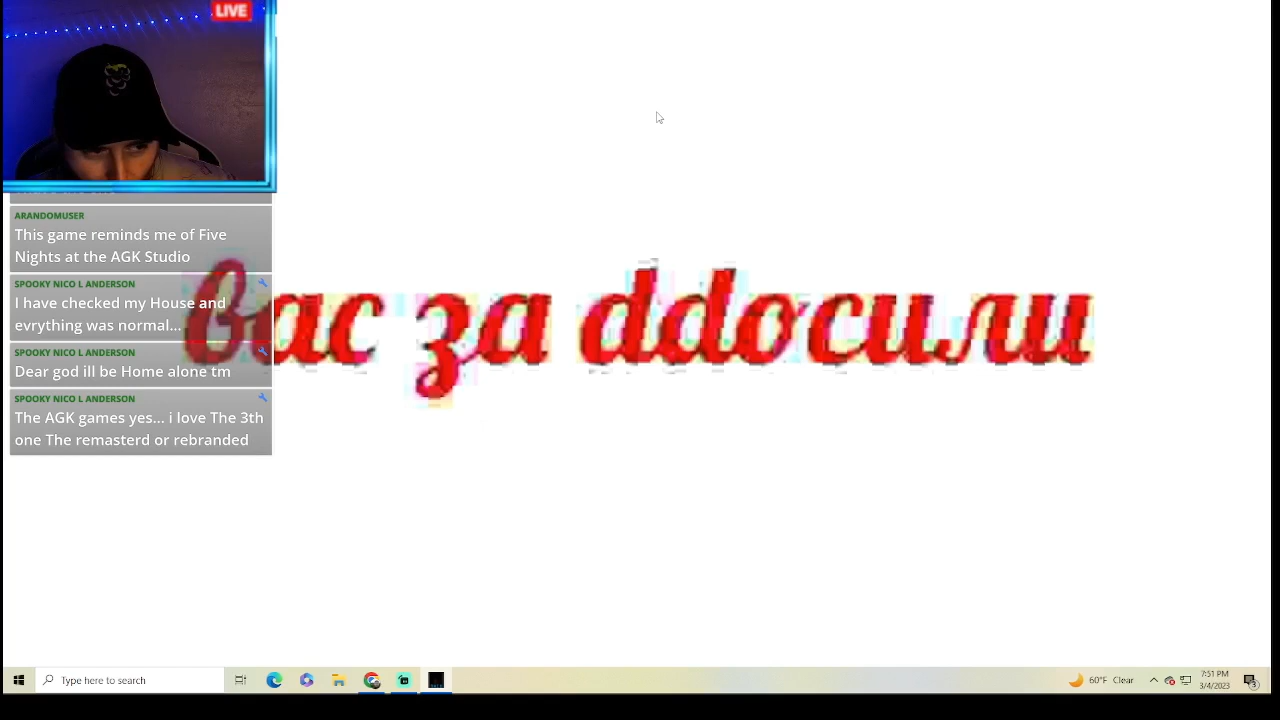 LIVE
ARANDOMUSER
This game reminds me of Five
Nights at the AGK Studio
SPOOKY NICO L ANDERSON
I have checked my House and
evrything was normal...
SPOOKY NICO L ANDERSON
Dear god ill be Home alone tm
SPOOKY NICO L ANDERSON
The AGK games yes... i love The 3th
one The remasterd or rebranded
вас за ддосили
Type here to search
60°F Clear
7:51 PM
3/4/2023
3